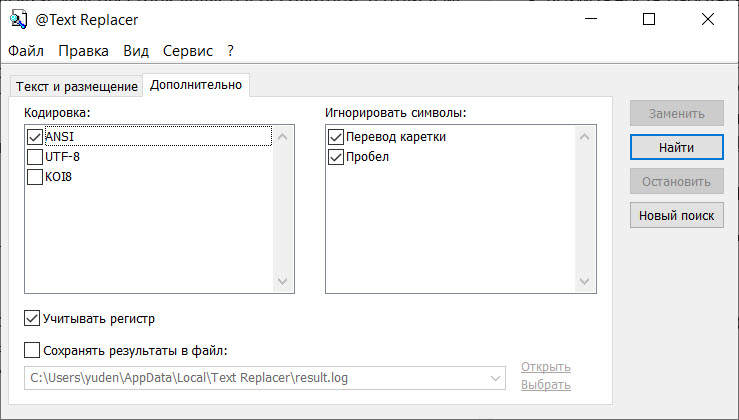 @Text Replacer
Файл Правка Вид Сервис ?
Текст и размещение Дополнительно
Кодировка: Игнорировать символы:
ANSI Перевод каретки
UTF-8 Пробел
KOI8
Заменить
Найти
Остановить
Новый поиск
Учитывать регистр
Сохранять результаты в файл:
C:\Users\yuden\AppData\Local\Text Replacer\result.log
Открыть
Выбрать